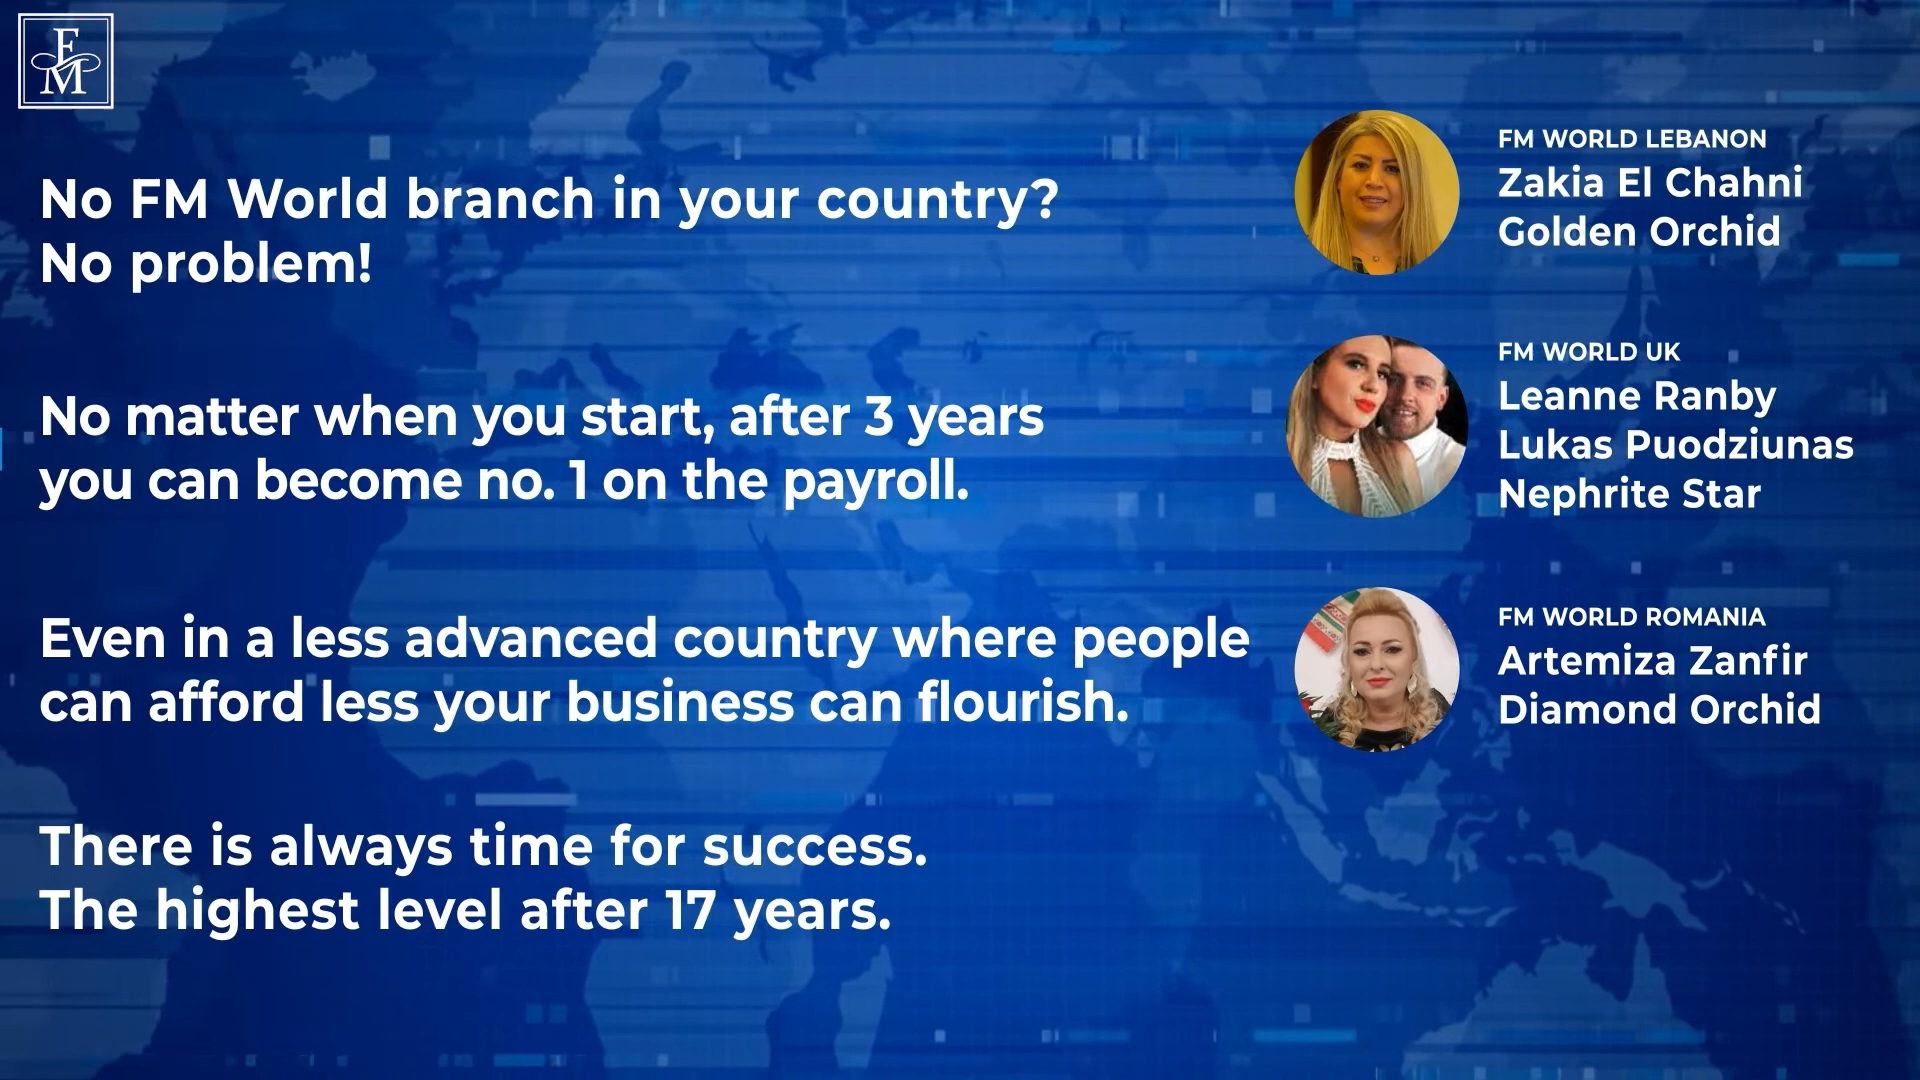 FM
No FM World branch in your country?
No problem!
FM WORLD LEBANON
Zakia El Chahni
Golden Orchid
No matter when you start, after 3 years
you can become no. 1 on the payroll.
FM WORLD UK
Leanne Ranby
Lukas Puodziunas
Nephrite Star
Even in a less advanced country where people
can afford less your business can flourish.
FM WORLD ROMANIA
Artemiza Zanfir
Diamond Orchid
There is always time for success.
The highest level after 17 years.